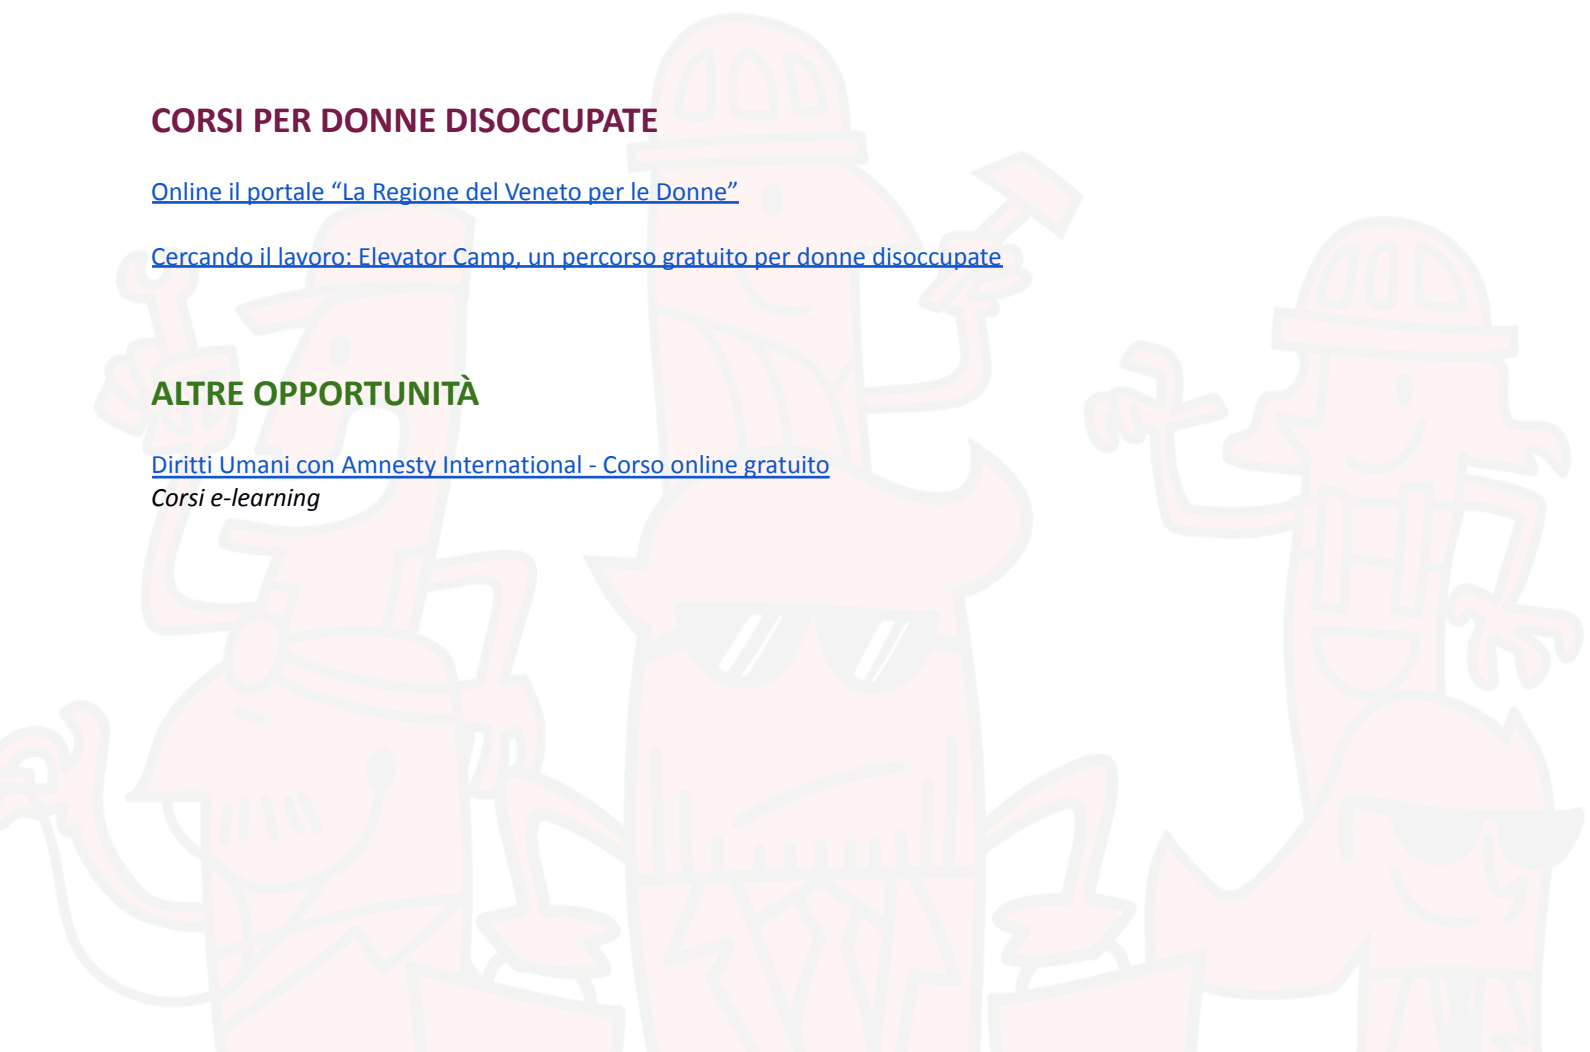 CORSI PER DONNE DISOCCUPATE
Online il portale “La Regione del Veneto per le Donne”
Cercando il lavoro: Elevator Camp, un percorso gratuito per donne disoccupate
ALTRE OPPORTUNITÀ
Diritti Umani con Amnesty International - Corso online gratuito
Corsi e-learning